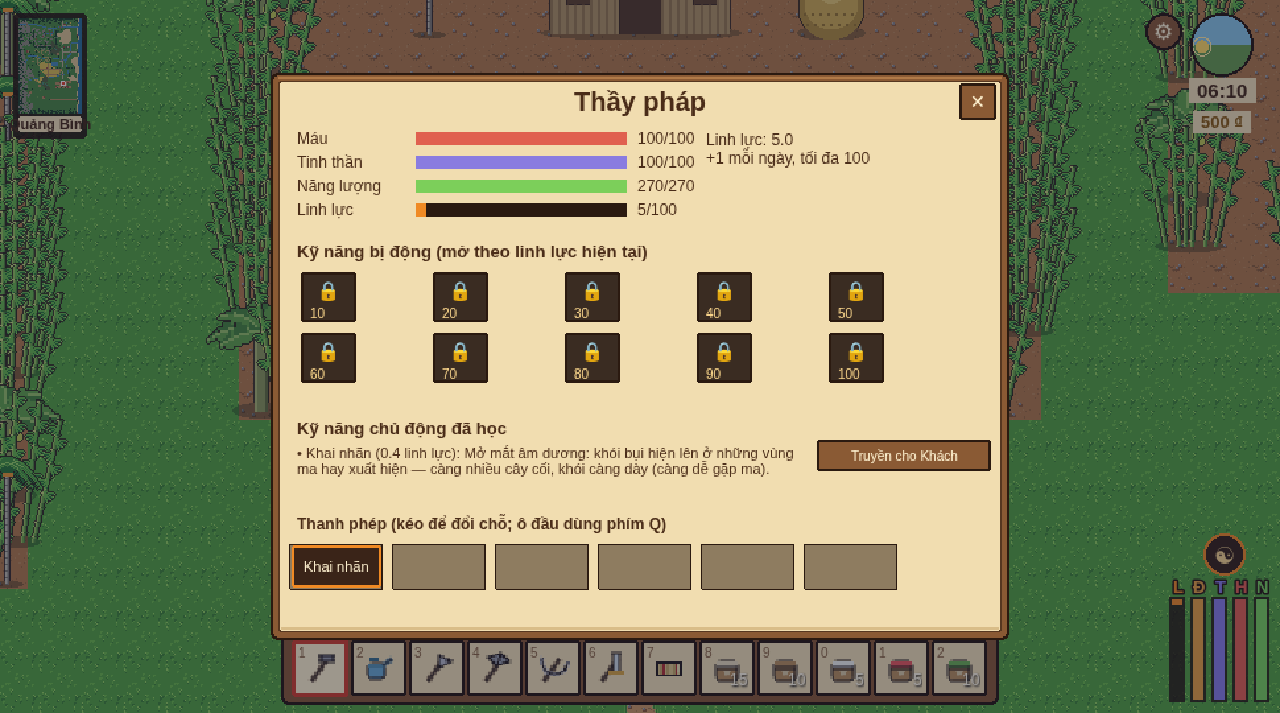 Thầy pháp
×
Quảng Bìn
06:10
500 đ
Máu
100/100
Linh lực: 5.0
Tinh thần
100/100
+1 mỗi ngày, tối đa 100
Năng lượng
270/270
Linh lực
5/100
Kỹ năng bị động (mở theo linh lực hiện tại)
10
20
30
40
50
60
70
80
90
100
Kỹ năng chủ động đã học
• Khai nhãn (0.4 linh lực): Mở mắt âm dương: khói bụi hiện lên ở những vùng
ma hay xuất hiện — càng nhiều cây cối, khói càng dày (càng dễ gặp ma).
Truyền cho Khách
Thanh phép (kéo để đổi chỗ; ô đầu dùng phím Q)
Khai nhãn
L Đ T H N
1 2 3 4 5 6 7 8 9 0 1 2
15 10 5 5 10